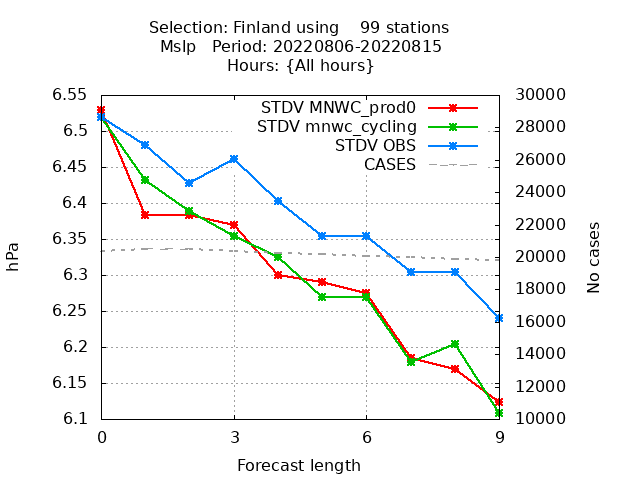 Selection: Finland using    99 stations
Mslp   Period: 20220806-20220815
Hours: {All hours}
STDV MNWC_prod0
STDV mnwc_cycling
STDV OBS
CASES
6.55
6.5
6.45
6.4
6.35
6.3
6.25
6.2
6.15
6.1
hPa
30000
28000
26000
24000
22000
20000
18000
16000
14000
12000
10000
No cases
0 3 6 9
Forecast length